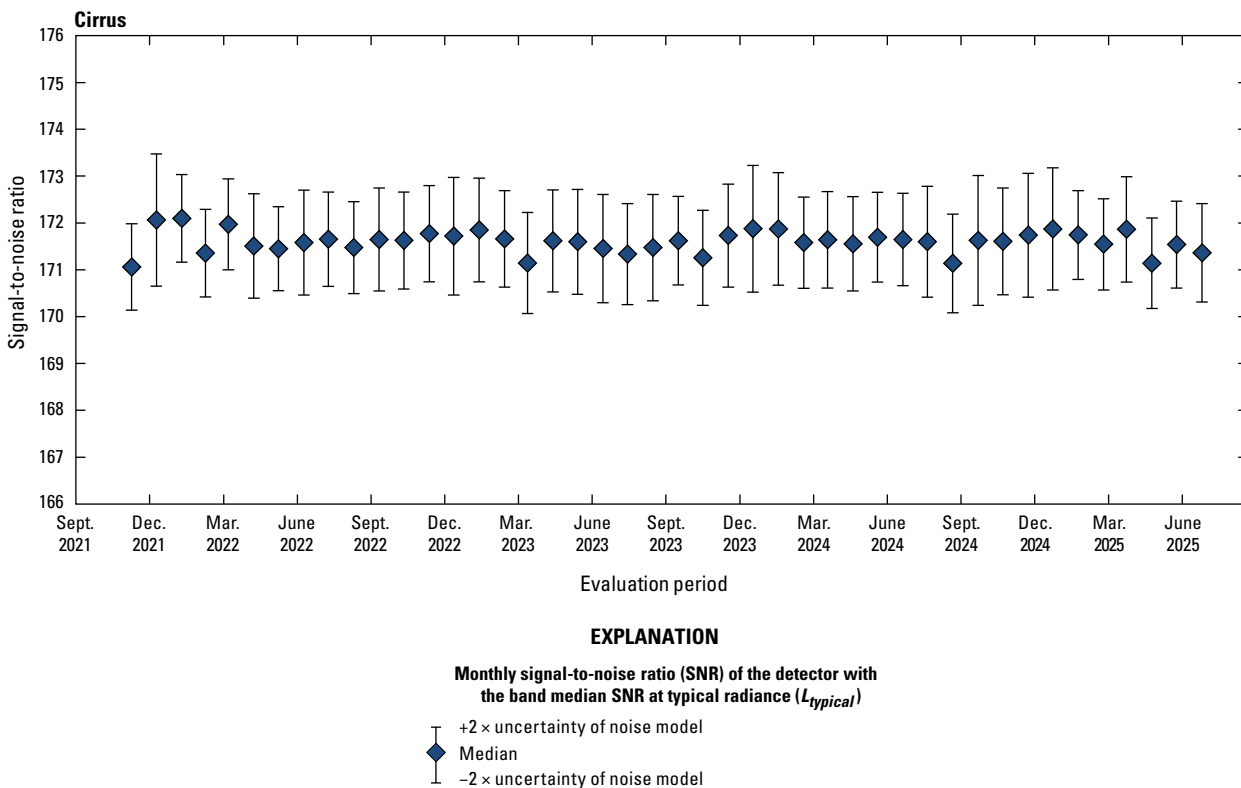 Cirrus
176
175
174
173
172
171
170
169
168
167
166
Signal-to-noise ratio
Sept. Dec. Mar. June Sept. Dec. Mar. June Sept. Dec. Mar. June Sept. Dec. Mar. June
2021 2021 2022 2022 2022 2022 2023 2023 2023 2023 2024 2024 2024 2024 2025 2025
Evaluation period
EXPLANATION
Monthly signal-to-noise ratio (SNR) of the detector with
the band median SNR at typical radiance (Ltypical)
+2 × uncertainty of noise model
Median
−2 × uncertainty of noise model